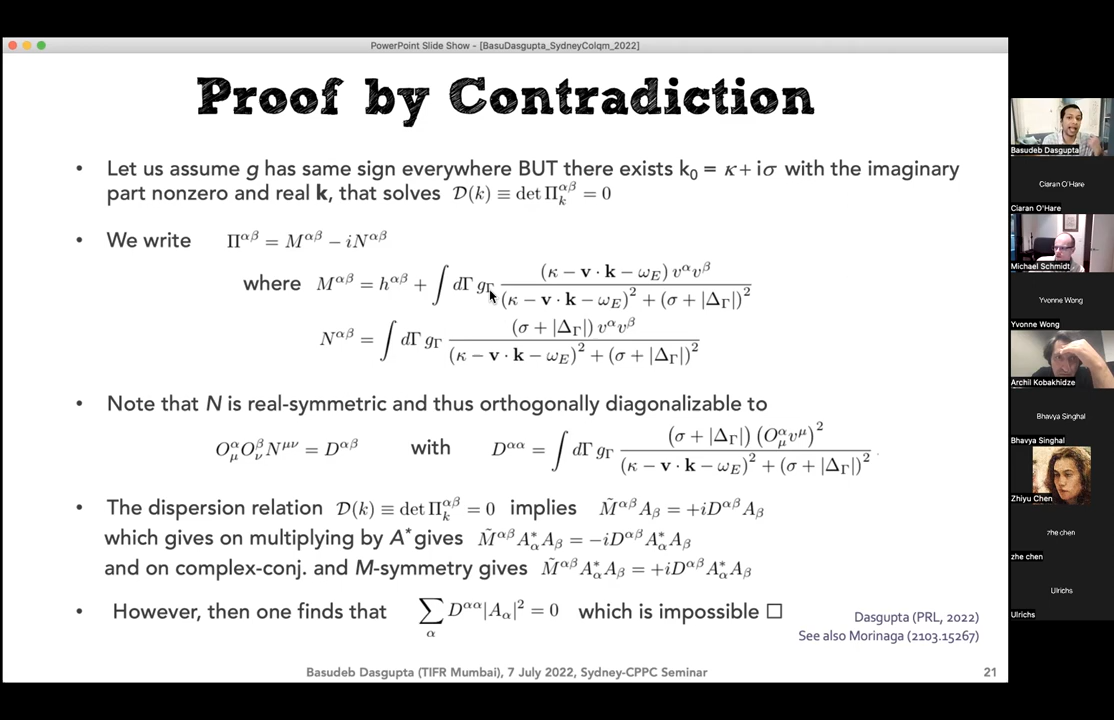 PowerPoint Slide Show - [BasuDasgupta_SydneyColqm_2022]
Proof by Contradiction
• Let us assume g has same sign everywhere BUT there exists k₀ = κ + iσ with the imaginary
part nonzero and real k, that solves 𝒟(k) ≡ det Π_k^{αβ} = 0
• We write Π^{αβ} = M^{αβ} − iN^{αβ}
where M^{αβ} = h^{αβ} + ∫ dΓ g_Γ (κ − v · k − ω_E) v^α v^β / ((κ − v · k − ω_E)² + (σ + |Δ_Γ|)²)
N^{αβ} = ∫ dΓ g_Γ (σ + |Δ_Γ|) v^α v^β / ((κ − v · k − ω_E)² + (σ + |Δ_Γ|)²)
• Note that N is real-symmetric and thus orthogonally diagonalizable to
O^α_μ O^β_ν N^{μν} = D^{αβ} with D^{αα} = ∫ dΓ g_Γ (σ + |Δ_Γ|) (O^α_μ v^μ)² / ((κ − v · k − ω_E)² + (σ + |Δ_Γ|)²) .
• The dispersion relation 𝒟(k) ≡ det Π_k^{αβ} = 0 implies M̃^{αβ} A_β = +iD^{αβ} A_β
which gives on multiplying by A* gives M̃^{αβ} A*_α A_β = −iD^{αβ} A*_α A_β
and on complex-conj. and M-symmetry gives M̃^{αβ} A*_α A_β = +iD^{αβ} A*_α A_β
• However, then one finds that ∑_α D^{αα} |A_α|² = 0 which is impossible □
Dasgupta (PRL, 2022)
See also Morinaga (2103.15267)
Basudeb Dasgupta (TIFR Mumbai), 7 July 2022, Sydney-CPPC Seminar 21
Basudeb Dasgupta
Ciaran O'Hare
Ciaran O'Hare
Michael Schmidt
Yvonne Wong
Yvonne Wong
Archil Kobakhidze
Bhavya Singhal
Bhavya Singhal
Zhiyu Chen
zhe chen
zhe chen
Ulrichs
Ulrichs